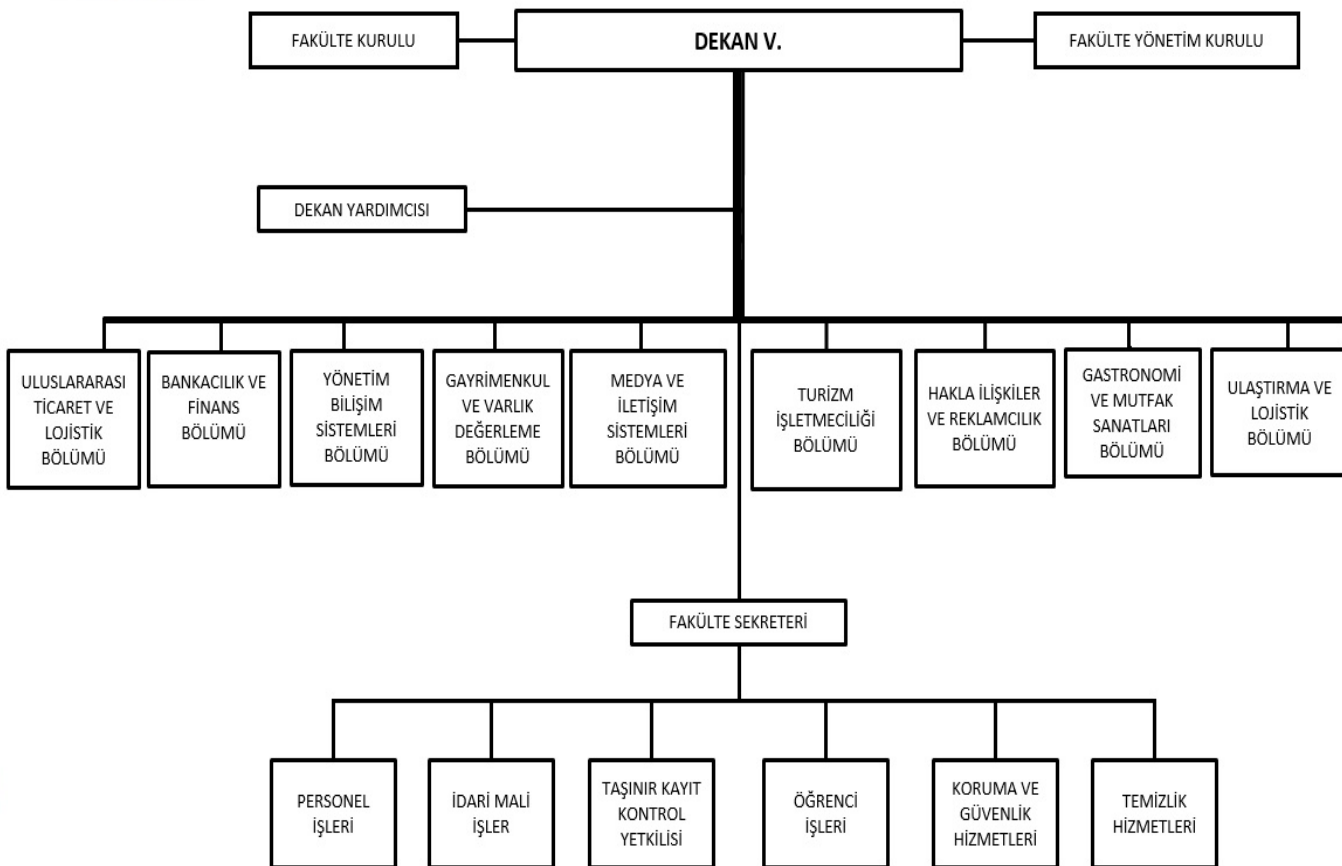 FAKÜLTE KURULU
DEKAN V.
FAKÜLTE YÖNETİM KURULU
DEKAN YARDIMCISI
ULUSLARARASI
TİCARET VE
LOJİSTİK
BÖLÜMÜ
BANKACILIK VE
FİNANS
BÖLÜMÜ
YÖNETİM
BİLİŞİM
SİSTEMLERİ
BÖLÜMÜ
GAYRİMENKUL
VE VARLIK
DEĞERLEME
BÖLÜMÜ
MEDYA VE
İLETİŞİM
SİSTEMLERİ
BÖLÜMÜ
TURİZM
İŞLETMECİLİĞİ
BÖLÜMÜ
HAKLA İLİŞKİLER
VE REKLAMCILIK
BÖLÜMÜ
GASTRONOMİ
VE MUTFAK
SANATLARI
BÖLÜMÜ
ULAŞTIRMA VE
LOJİSTİK
BÖLÜMÜ
FAKÜLTE SEKRETERİ
PERSONEL
İŞLERİ
İDARİ MALİ
İŞLER
TAŞINIR KAYIT
KONTROL
YETKİLİSİ
ÖĞRENCİ
İŞLERİ
KORUMA VE
GÜVENLİK
HİZMETLERİ
TEMİZLİK
HİZMETLERİ